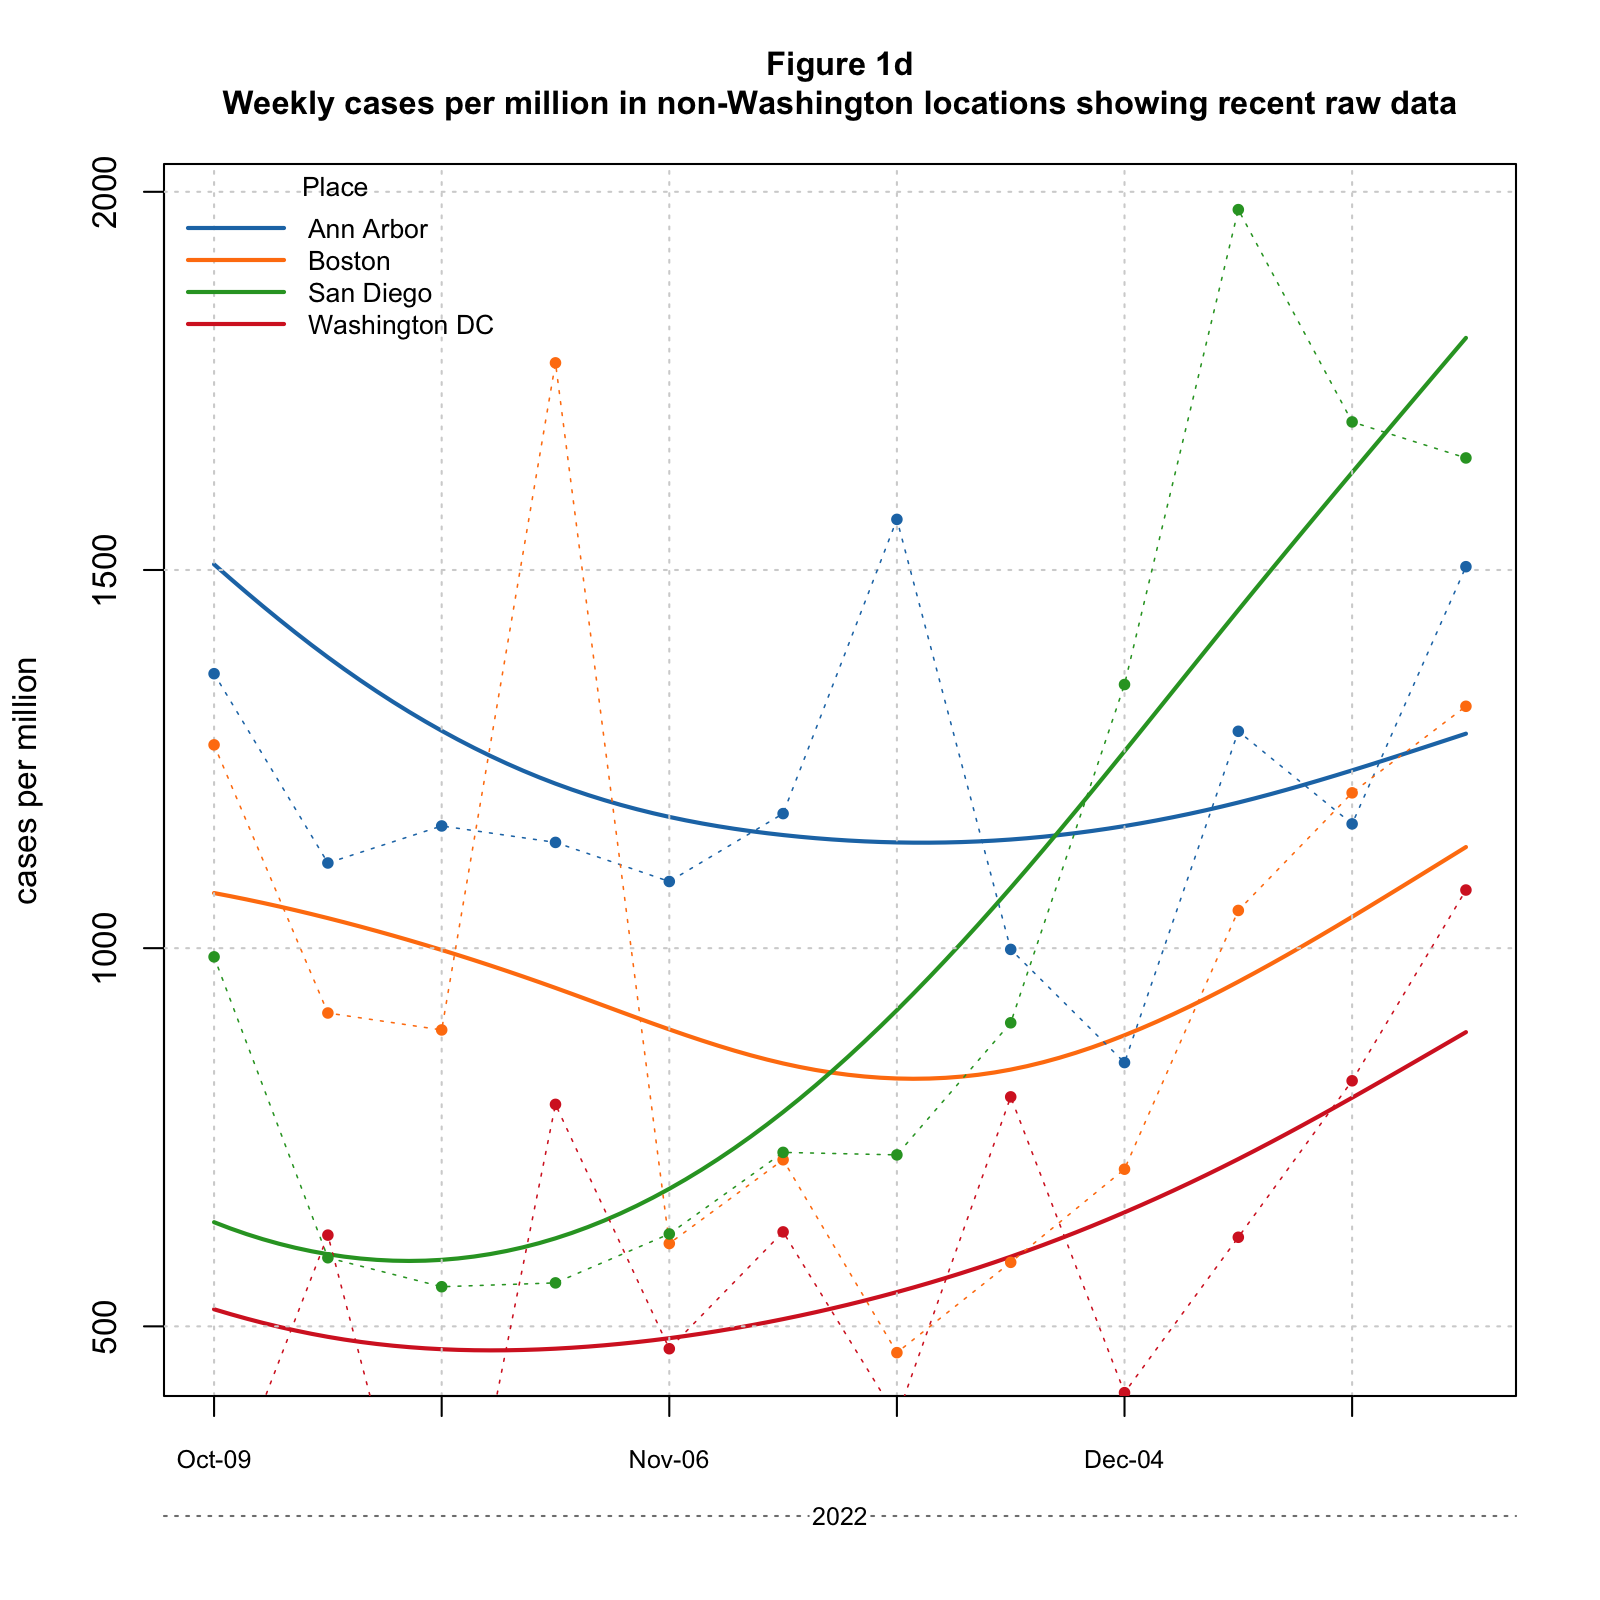 Figure 1d
Weekly cases per million in non-Washington locations showing recent raw data
cases per million
2000
1500
1000
500
Place
Ann Arbor
Boston
San Diego
Washington DC
Oct-09
Nov-06
Dec-04
2022